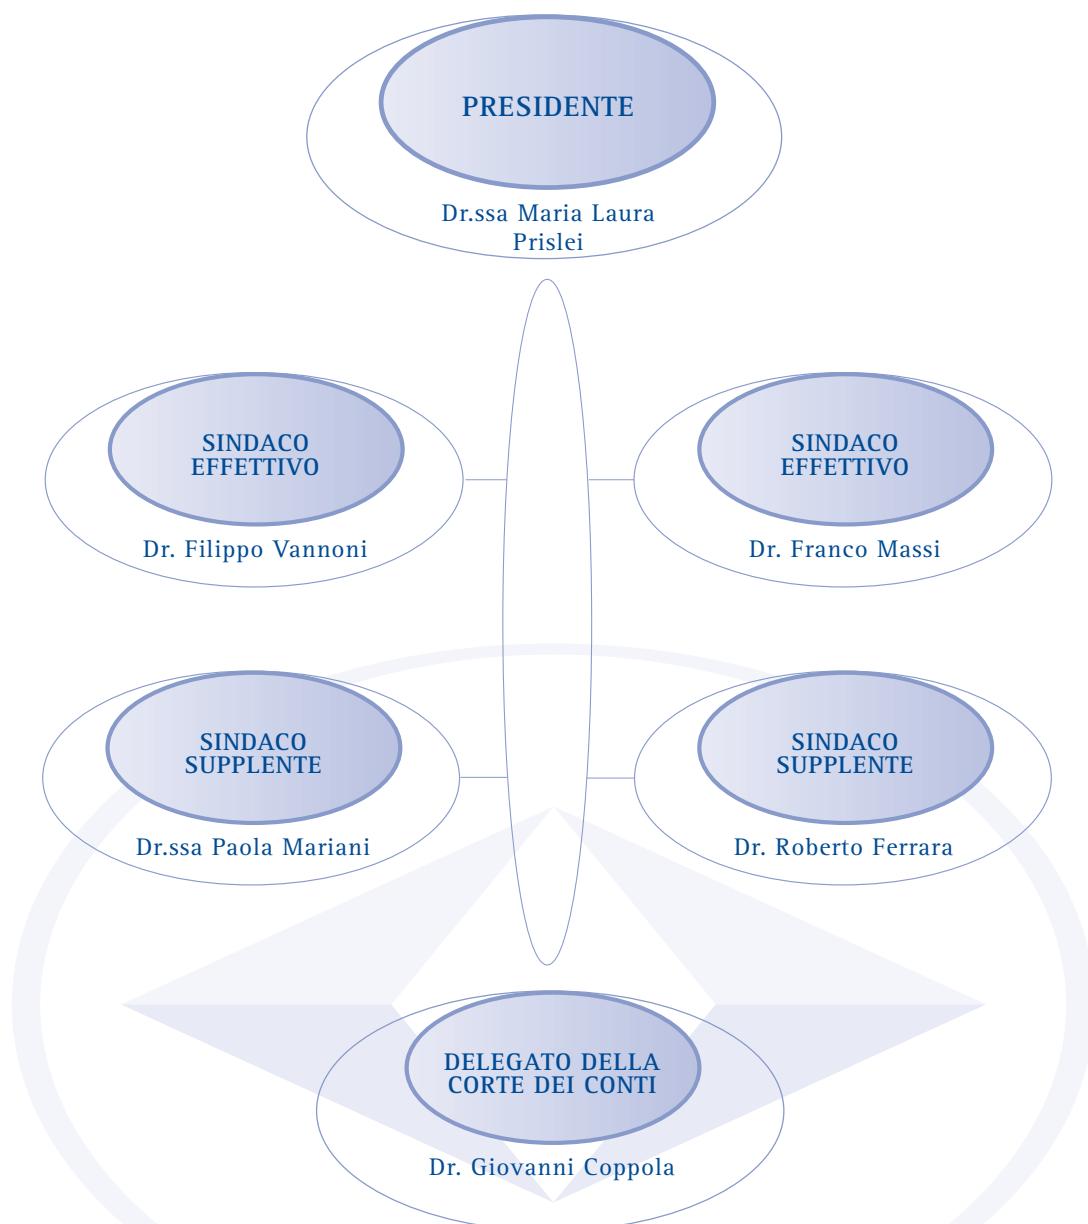 PRESIDENTE
Dr.ssa Maria Laura
Prislei
SINDACO
EFFETTIVO
Dr. Filippo Vannoni
SINDACO
EFFETTIVO
Dr. Franco Massi
SINDACO
SUPPLENTE
Dr.ssa Paola Mariani
SINDACO
SUPPLENTE
Dr. Roberto Ferrara
DELEGATO DELLA
CORTE DEI CONTI
Dr. Giovanni Coppola